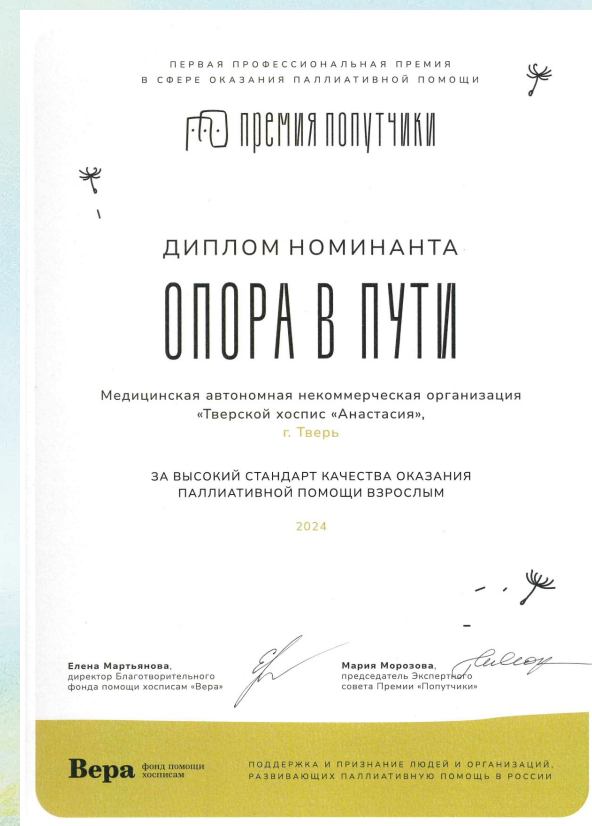 ПЕРВАЯ ПРОФЕССИОНАЛЬНАЯ ПРЕМИЯ
В СФЕРЕ ОКАЗАНИЯ ПАЛЛИАТИВНОЙ ПОМОЩИ
ПРЕМИЯ ПОПУТЧИКИ
ДИПЛОМ НОМИНАНТА
ОПОРА В ПУТИ
Медицинская автономная некоммерческая организация
«Тверской хоспис «Анастасия»,
г. Тверь
ЗА ВЫСОКИЙ СТАНДАРТ КАЧЕСТВА ОКАЗАНИЯ
ПАЛЛИАТИВНОЙ ПОМОЩИ ВЗРОСЛЫМ
2024
Елена Мартьянова,
директор Благотворительного
фонда помощи хосписам «Вера»
Мария Морозова,
председатель Экспертного
совета Премии «Попутчики»
Вера фонд помощи
хосписам
ПОДДЕРЖКА И ПРИЗНАНИЕ ЛЮДЕЙ И ОРГАНИЗАЦИЙ,
РАЗВИВАЮЩИХ ПАЛЛИАТИВНУЮ ПОМОЩЬ В РОССИИ